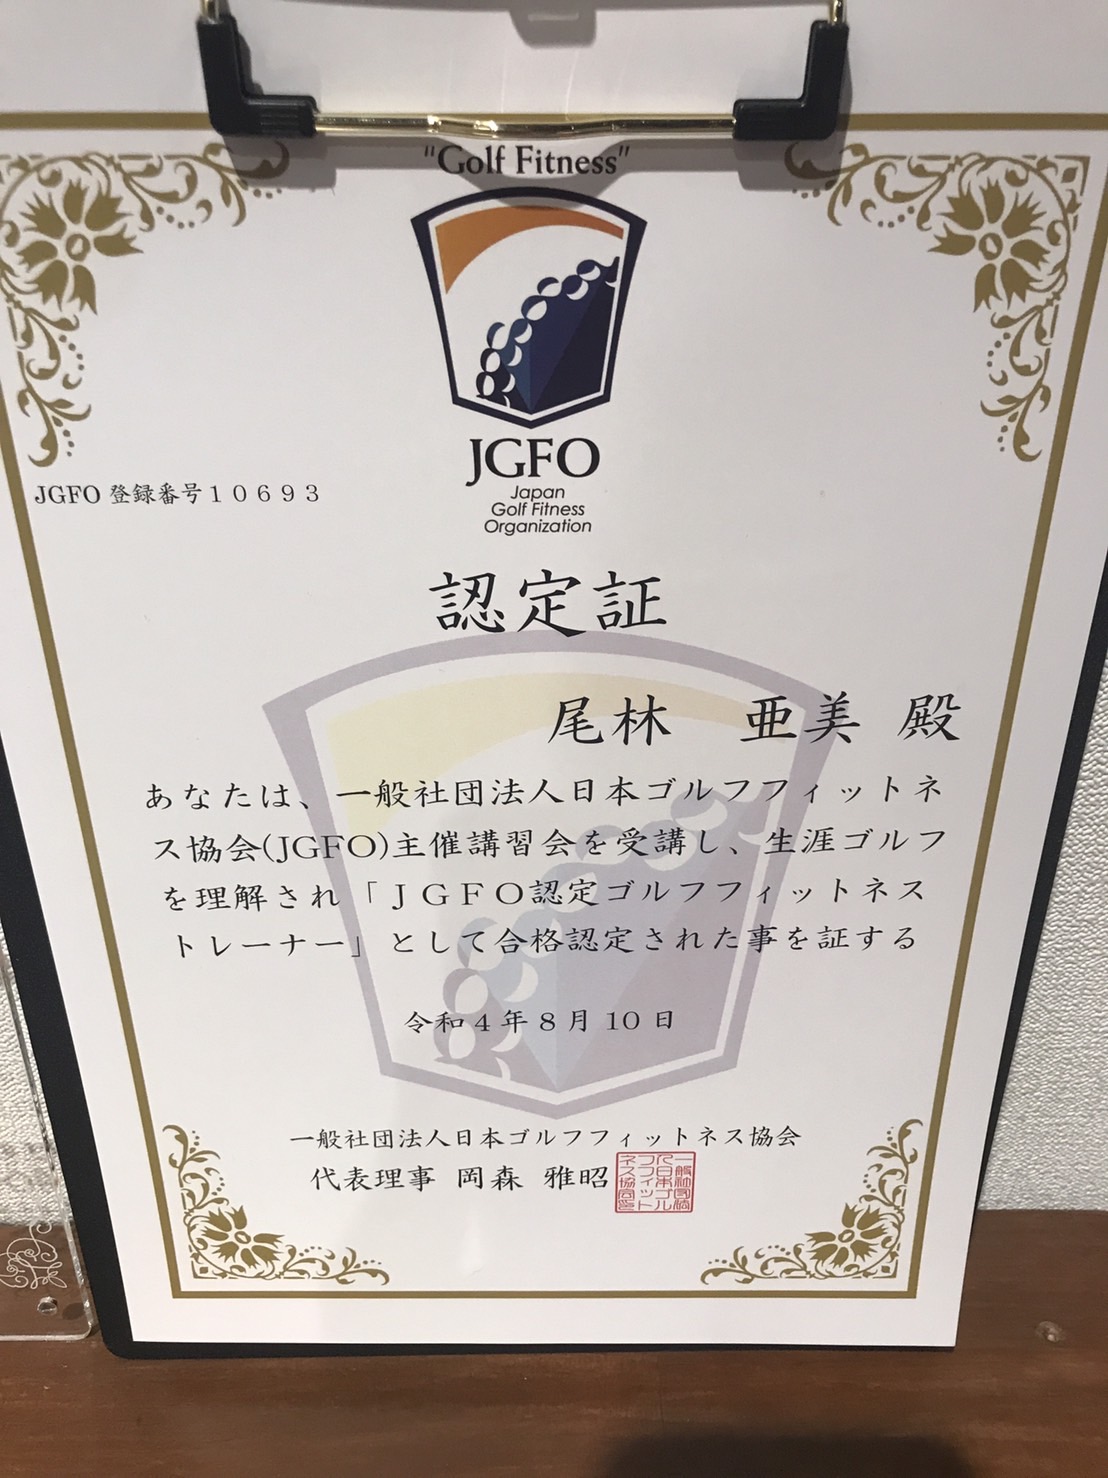 "Golf Fitness"
JGFO
Japan
Golf Fitness
Organization
JGFO 登録番号１０６９３
認定証
尾林　亜美 殿
あなたは、一般社団法人日本ゴルフフィットネ
ス協会(JGFO)主催講習会を受講し、生涯ゴルフ
を理解され「ＪＧＦＯ認定ゴルフフィットネス
トレーナー」として合格認定された事を証する
令和４年８月10日
一般社団法人日本ゴルフフィットネス協会
代表理事 岡森 雅昭